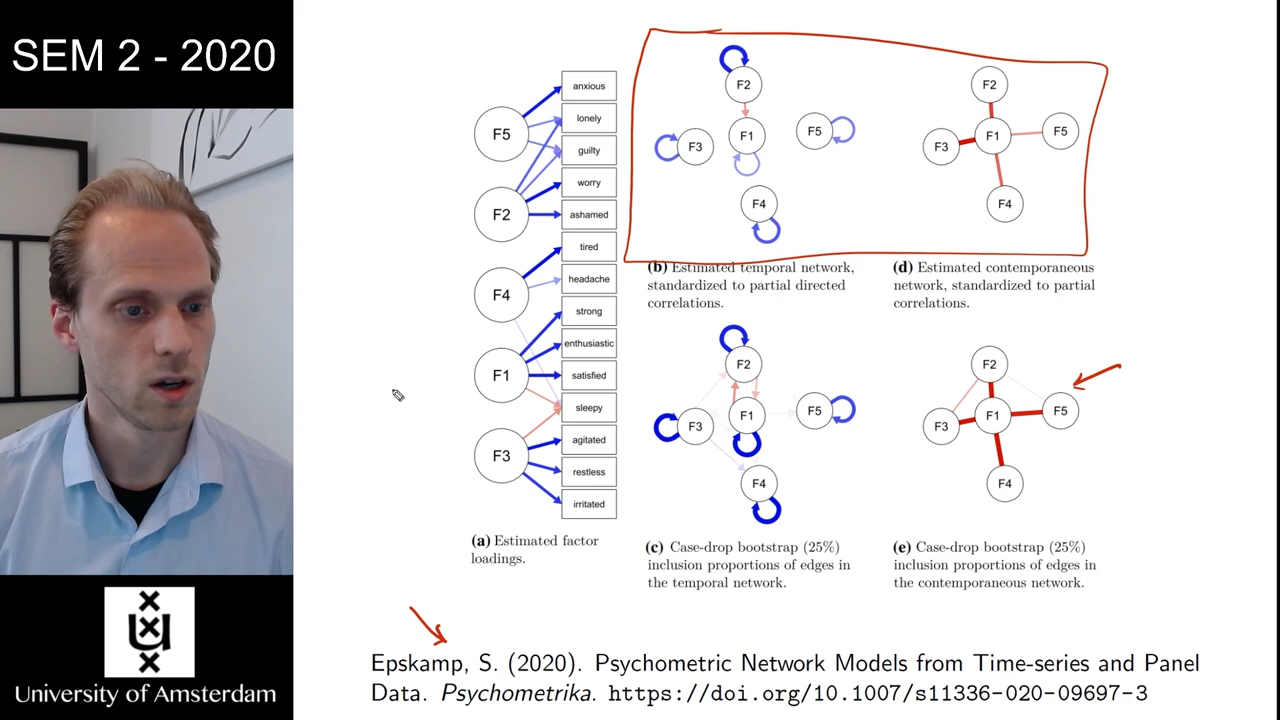 SEM 2 - 2020
F5
F2
F4
F1
F3
anxious
lonely
guilty
worry
ashamed
tired
headache
strong
enthusiastic
satisfied
sleepy
agitated
restless
irritated
(a) Estimated factor
loadings.
F2
F3
F1
F5
F4
(b) Estimated temporal network,
standardized to partial directed
correlations.
F2
F3
F1
F5
F4
(d) Estimated contemporaneous
network, standardized to partial
correlations.
F2
F3
F1
F5
F4
(c) Case-drop bootstrap (25%)
inclusion proportions of edges in
the temporal network.
F2
F3
F1
F5
F4
(e) Case-drop bootstrap (25%)
inclusion proportions of edges in
the contemporaneous network.
Epskamp, S. (2020). Psychometric Network Models from Time-series and Panel
Data. Psychometrika. https://doi.org/10.1007/s11336-020-09697-3
University of Amsterdam